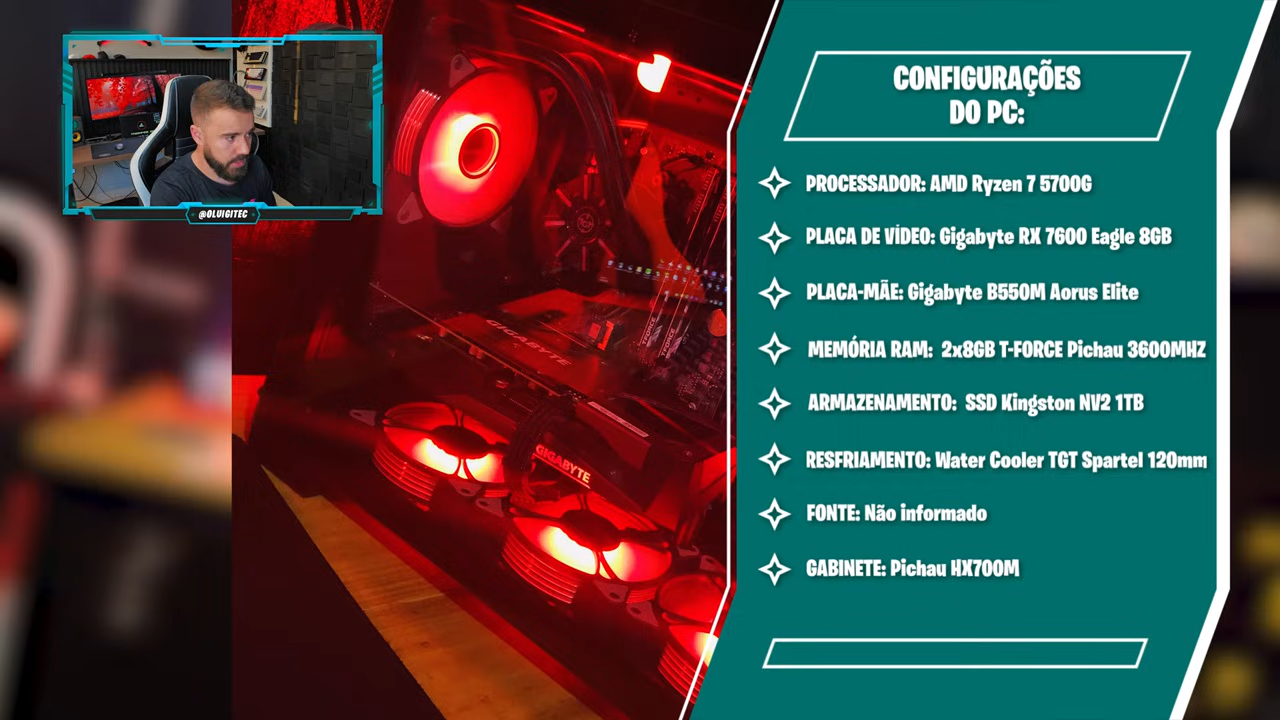 @OLUIGITEC
CONFIGURAÇÕES
DO PC:
PROCESSADOR: AMD Ryzen 7 5700G
PLACA DE VÍDEO: Gigabyte RX 7600 Eagle 8GB
PLACA-MÃE: Gigabyte B550M Aorus Elite
MEMÓRIA RAM: 2x8GB T-FORCE Pichau 3600MHZ
ARMAZENAMENTO: SSD Kingston NV2 1TB
RESFRIAMENTO: Water Cooler TGT Spartel 120mm
FONTE: Não informado
GABINETE: Pichau HX700M
GIGABYTE
T-FORCE
T-FORCE
GIGABYTE